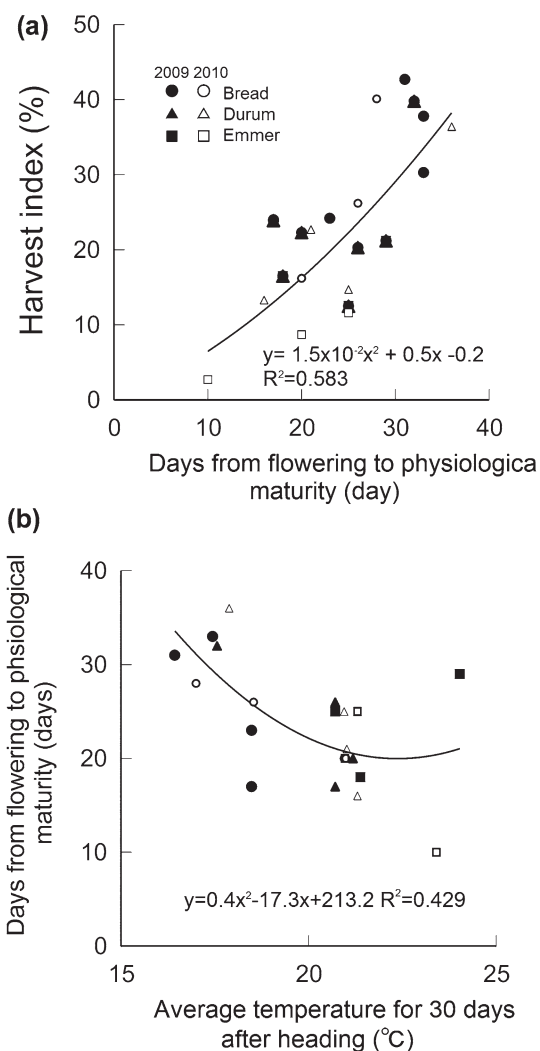 (a)
50
40
30
20
10
0
Harvest index (%)
2009 2010
Bread
Durum
Emmer
y= 1.5x10⁻²x² + 0.5x -0.2
R²=0.583
0 10 20 30 40
Days from flowering to physiologica
maturity (day)
(b)
40
30
20
10
0
Days from flowering to phsiological
maturity (days)
y=0.4x²-17.3x+213.2 R²=0.429
15 20 25
Average temperature for 30 days
after heading (℃)